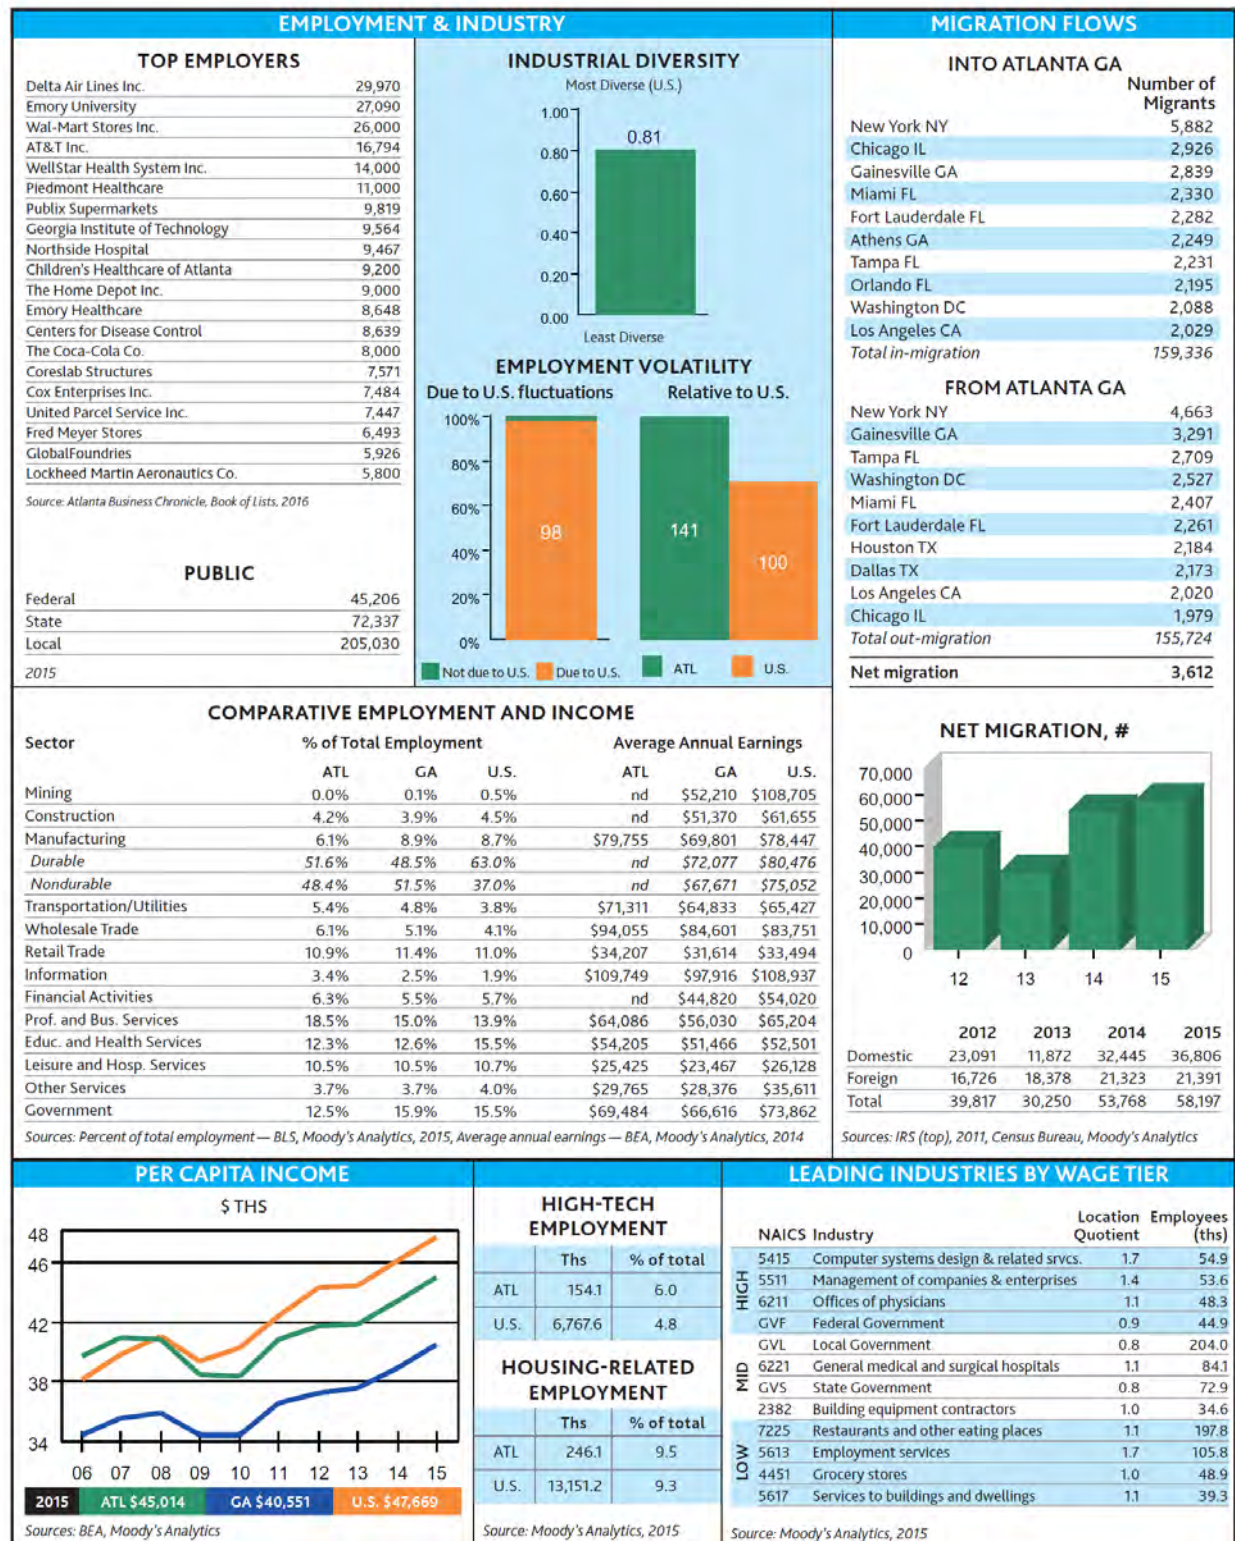 EMPLOYMENT & INDUSTRY
TOP EMPLOYERS
Delta Air Lines Inc. 29,970
Emory University 27,090
Wal-Mart Stores Inc. 26,000
AT&T Inc. 16,794
WellStar Health System Inc. 14,000
Piedmont Healthcare 11,000
Publix Supermarkets 9,819
Georgia Institute of Technology 9,564
Northside Hospital 9,467
Children's Healthcare of Atlanta 9,200
The Home Depot Inc. 9,000
Emory Healthcare 8,648
Centers for Disease Control 8,639
The Coca-Cola Co. 8,000
Coreslab Structures 7,571
Cox Enterprises Inc. 7,484
United Parcel Service Inc. 7,447
Fred Meyer Stores 6,493
GlobalFoundries 5,926
Lockheed Martin Aeronautics Co. 5,800
Source: Atlanta Business Chronicle, Book of Lists, 2016
PUBLIC
Federal 45,206
State 72,337
Local 205,030
2015
INDUSTRIAL DIVERSITY
Most Diverse (U.S.)
1.00
0.81
0.80
0.60
0.40
0.20
0.00
Least Diverse
EMPLOYMENT VOLATILITY
Due to U.S. fluctuations Relative to U.S.
100%
80%
60%
40%
20%
0%
98
141
100
Not due to U.S. Due to U.S. ATL U.S.
MIGRATION FLOWS
INTO ATLANTA GA
Number of
Migrants
New York NY 5,882
Chicago IL 2,926
Gainesville GA 2,839
Miami FL 2,330
Fort Lauderdale FL 2,282
Athens GA 2,249
Tampa FL 2,231
Orlando FL 2,195
Washington DC 2,088
Los Angeles CA 2,029
Total in-migration 159,336
FROM ATLANTA GA
New York NY 4,663
Gainesville GA 3,291
Tampa FL 2,709
Washington DC 2,527
Miami FL 2,407
Fort Lauderdale FL 2,261
Houston TX 2,184
Dallas TX 2,173
Los Angeles CA 2,020
Chicago IL 1,979
Total out-migration 155,724
Net migration 3,612
COMPARATIVE EMPLOYMENT AND INCOME
Sector % of Total Employment Average Annual Earnings
ATL GA U.S. ATL GA U.S.
Mining 0.0% 0.1% 0.5% nd $52,210 $108,705
Construction 4.2% 3.9% 4.5% nd $51,370 $61,655
Manufacturing 6.1% 8.9% 8.7% $79,755 $69,801 $78,447
Durable 51.6% 48.5% 63.0% nd $72,077 $80,476
Nondurable 48.4% 51.5% 37.0% nd $67,671 $75,052
Transportation/Utilities 5.4% 4.8% 3.8% $71,311 $64,833 $65,427
Wholesale Trade 6.1% 5.1% 4.1% $94,055 $84,601 $83,751
Retail Trade 10.9% 11.4% 11.0% $34,207 $31,614 $33,494
Information 3.4% 2.5% 1.9% $109,749 $97,916 $108,937
Financial Activities 6.3% 5.5% 5.7% nd $44,820 $54,020
Prof. and Bus. Services 18.5% 15.0% 13.9% $64,086 $56,030 $65,204
Educ. and Health Services 12.3% 12.6% 15.5% $54,205 $51,466 $52,501
Leisure and Hosp. Services 10.5% 10.5% 10.7% $25,425 $23,467 $26,128
Other Services 3.7% 3.7% 4.0% $29,765 $28,376 $35,611
Government 12.5% 15.9% 15.5% $69,484 $66,616 $73,862
Sources: Percent of total employment — BLS, Moody's Analytics, 2015, Average annual earnings — BEA, Moody's Analytics, 2014
NET MIGRATION, #
70,000
60,000
50,000
40,000
30,000
20,000
10,000
0
12 13 14 15
2012 2013 2014 2015
Domestic 23,091 11,872 32,445 36,806
Foreign 16,726 18,378 21,323 21,391
Total 39,817 30,250 53,768 58,197
Sources: IRS (top), 2011, Census Bureau, Moody's Analytics
PER CAPITA INCOME
$ THS
48
46
42
38
34
06 07 08 09 10 11 12 13 14 15
2015 ATL $45,014 GA $40,551 U.S. $47,669
Sources: BEA, Moody's Analytics
HIGH-TECH
EMPLOYMENT
Ths % of total
ATL 154.1 6.0
U.S. 6,767.6 4.8
HOUSING-RELATED
EMPLOYMENT
Ths % of total
ATL 246.1 9.5
U.S. 13,151.2 9.3
Source: Moody's Analytics, 2015
LEADING INDUSTRIES BY WAGE TIER
Location Employees
NAICS Industry Quotient (ths)
HIGH
5415 Computer systems design & related srvcs. 1.7 54.9
5511 Management of companies & enterprises 1.4 53.6
6211 Offices of physicians 1.1 48.3
GVF Federal Government 0.9 44.9
MID
GVL Local Government 0.8 204.0
6221 General medical and surgical hospitals 1.1 84.1
GVS State Government 0.8 72.9
2382 Building equipment contractors 1.0 34.6
LOW
7225 Restaurants and other eating places 1.1 197.8
5613 Employment services 1.7 105.8
4451 Grocery stores 1.0 48.9
5617 Services to buildings and dwellings 1.1 39.3
Source: Moody's Analytics, 2015